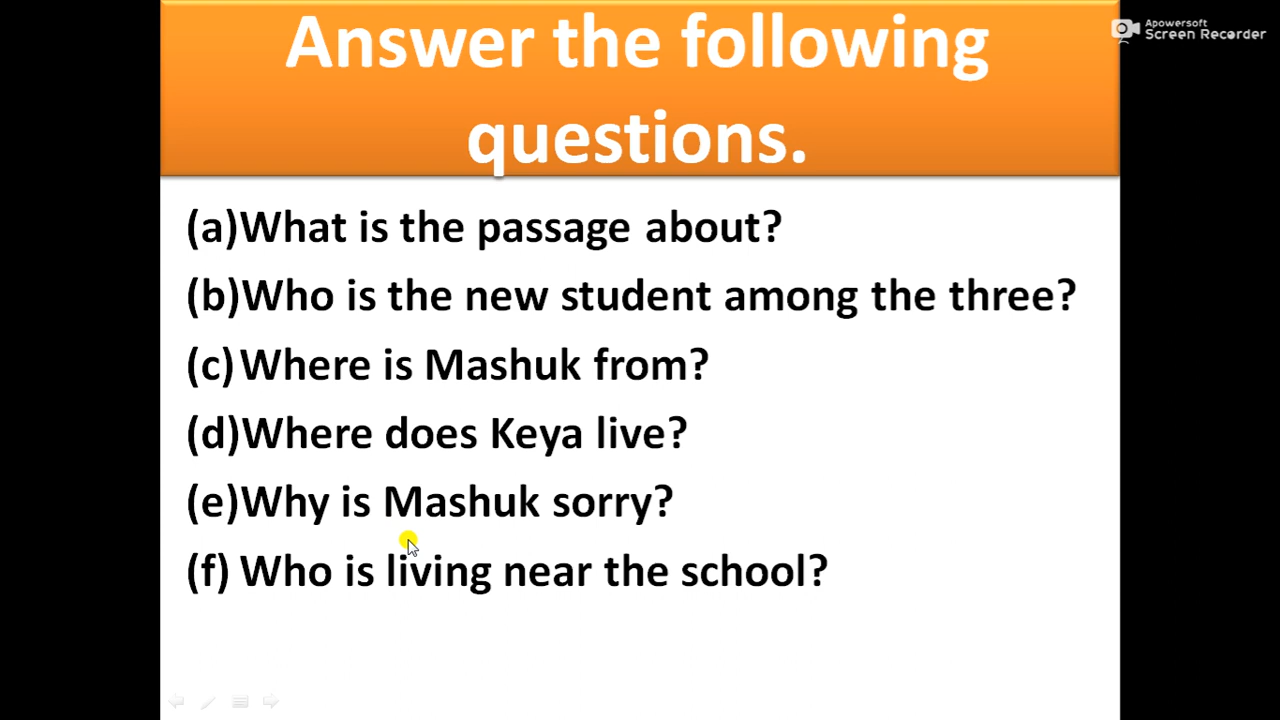 Answer the following
questions.
Apowersoft
Screen Recorder
(a)What is the passage about?
(b)Who is the new student among the three?
(c) Where is Mashuk from?
(d)Where does Keya live?
(e)Why is Mashuk sorry?
(f) Who is living near the school?